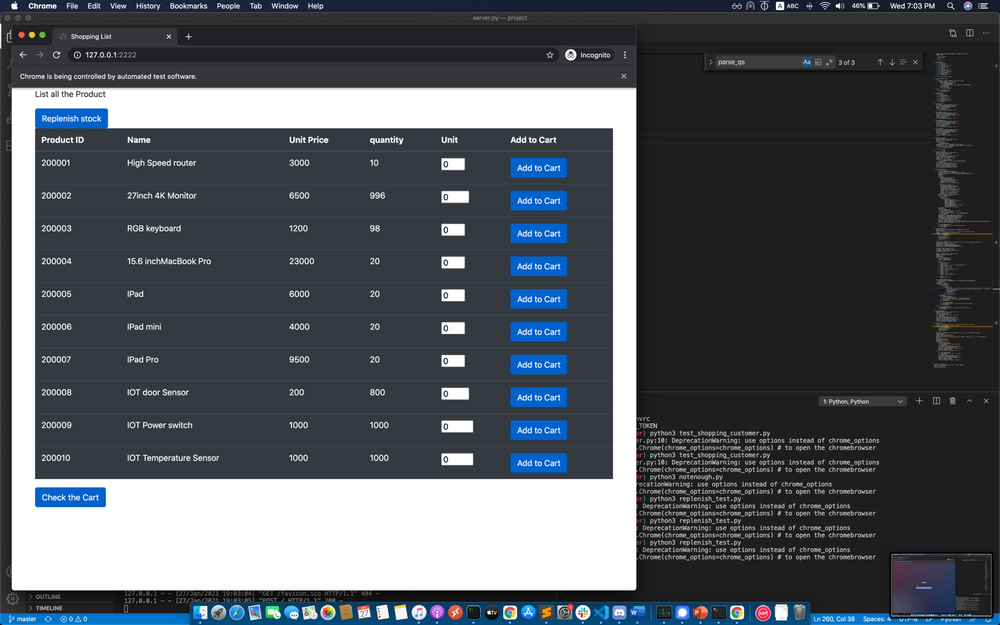 Chrome File Edit View History Bookmarks People Tab Window Help
A ABC 46% Wed 7:03 PM
server.py — project
Shopping List
127.0.0.1:2222
Incognito
Chrome is being controlled by automated test software.
parse_qs Aa Abl 3 of 3
List all the Product
Replenish stock
Product ID Name Unit Price quantity Unit Add to Cart
200001 High Speed router 3000 10 0 Add to Cart
200002 27inch 4K Monitor 6500 996 0 Add to Cart
200003 RGB keyboard 1200 98 0 Add to Cart
200004 15.6 inchMacBook Pro 23000 20 0 Add to Cart
200005 IPad 6000 20 0 Add to Cart
200006 IPad mini 4000 20 0 Add to Cart
200007 IPad Pro 9500 20 0 Add to Cart
200008 IOT door Sensor 200 800 0 Add to Cart
200009 IOT Power switch 1000 1000 0 Add to Cart
200010 IOT Temperature Sensor 1000 1000 0 Add to Cart
Check the Cart
1: Python, Python
nvrc
_TOKEN
er) python3 test_shopping_customer.py
er.py:10: DeprecationWarning: use options instead of chrome_options
.Chrome(chrome_options=chrome_options) # to open the chromebrowser
er) python3 test_shopping_customer.py
er.py:10: DeprecationWarning: use options instead of chrome_options
.Chrome(chrome_options=chrome_options) # to open the chromebrowser
er) python3 notenough.py
recationWarning: use options instead of chrome_options
.Chrome(chrome_options=chrome_options) # to open the chromebrowser
er) python3 replenish_test.py
: DeprecationWarning: use options instead of chrome_options
.Chrome(chrome_options=chrome_options) # to open the chromebrowser
er) python3 replenish_test.py
: DeprecationWarning: use options instead of chrome_options
.Chrome(chrome_options=chrome_options) # to open the chromebrowser
er) python3 replenish_test.py
: DeprecationWarning: use options instead of chrome_options
.Chrome(chrome_options=chrome_options) # to open the chromebrowser
OUTLINE
TIMELINE
127.0.0.1 - - [27/Jan/2021 19:03:04] "GET /favicon.ico HTTP/1.1" 404 -
127.0.0.1 - - [27/Jan/2021 19:03:05] "POST / HTTP/1.1" 200 -
27
ABP
master 0 0 Ln 260, Col 38 Spaces: 4 UTF-8 LF Python